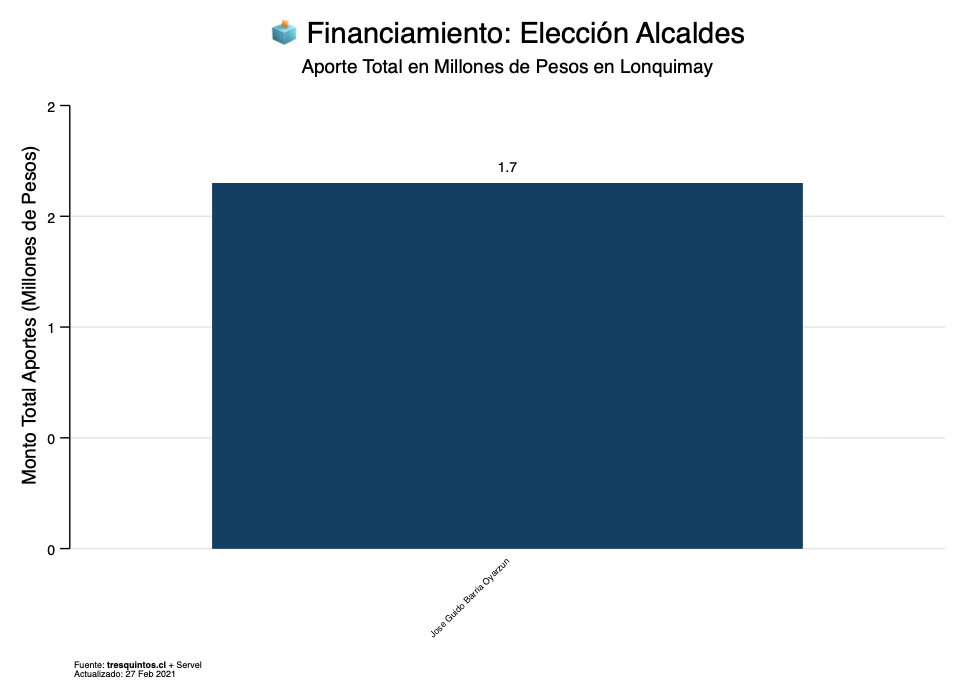 Financiamiento: Elección Alcaldes
Aporte Total en Millones de Pesos en Lonquimay
Monto Total Aportes (Millones de Pesos)
2
2
1
0
0
1.7
Jose Guido Barria Oyarzun
Fuente: tresquintos.cl + Servel
Actualizado: 27 Feb 2021